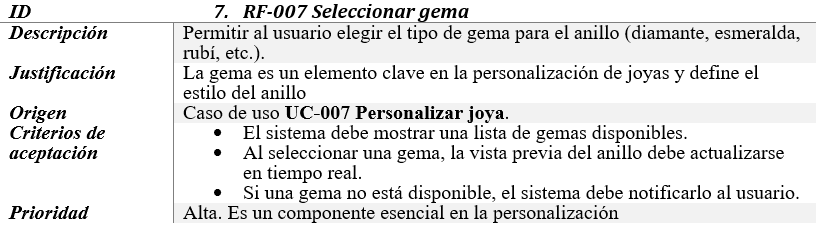 ID 7. RF-007 Seleccionar gema
Descripción Permitir al usuario elegir el tipo de gema para el anillo (diamante, esmeralda,
rubí, etc.).
Justificación La gema es un elemento clave en la personalización de joyas y define el
estilo del anillo
Origen Caso de uso UC-007 Personalizar joya.
Criterios de • El sistema debe mostrar una lista de gemas disponibles.
aceptación • Al seleccionar una gema, la vista previa del anillo debe actualizarse
en tiempo real.
• Si una gema no está disponible, el sistema debe notificarlo al usuario.
Prioridad Alta. Es un componente esencial en la personalización